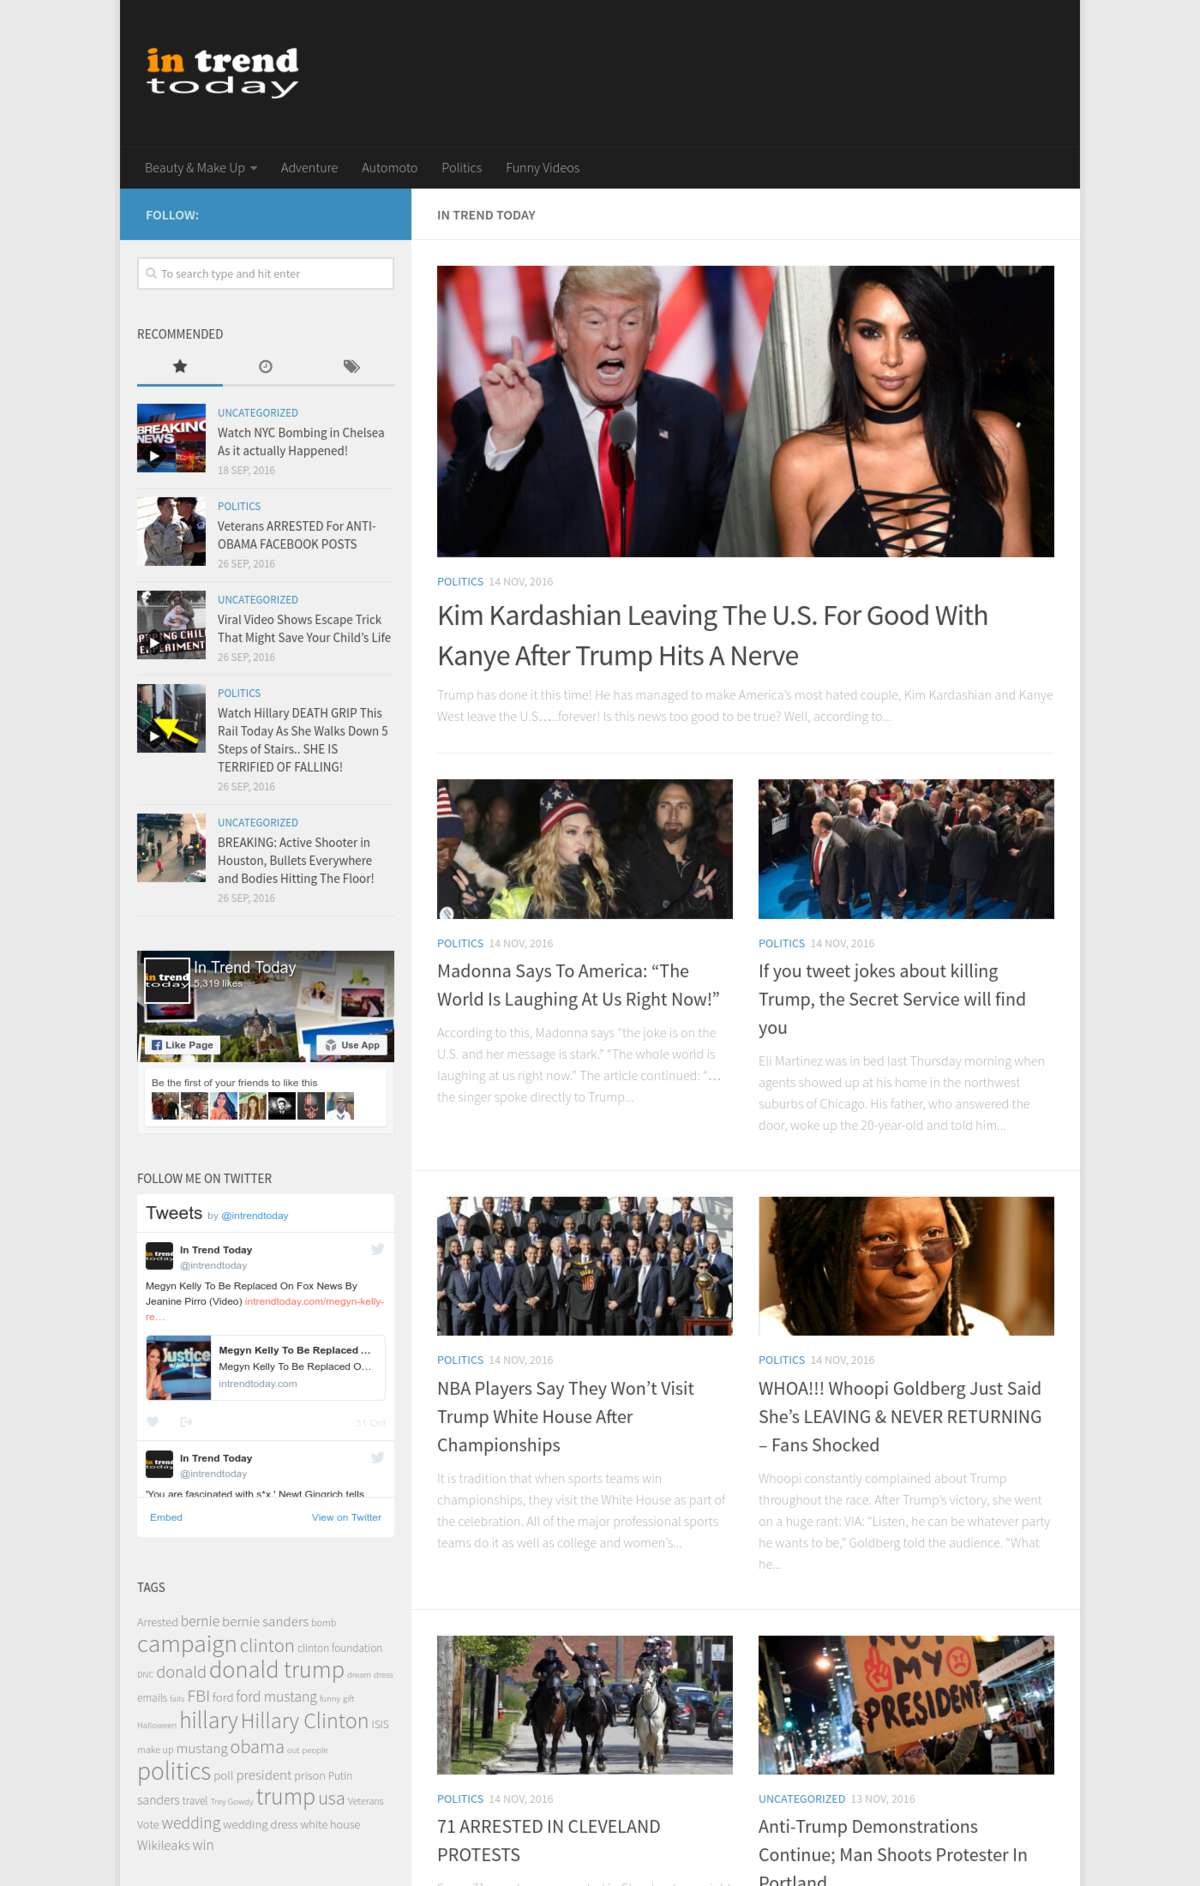 in trend
today
Beauty & Make Up
Adventure
Automoto
Politics
Funny Videos
FOLLOW:
To search type and hit enter
RECOMMENDED
BREAKING
NEWS
UNCATEGORIZED
Watch NYC Bombing in Chelsea
As it actually Happened!
18 SEP, 2016
POLITICS
Veterans ARRESTED For ANTI-
OBAMA FACEBOOK POSTS
26 SEP, 2016
UNCATEGORIZED
Viral Video Shows Escape Trick
That Might Save Your Child's Life
26 SEP, 2016
POLITICS
Watch Hillary DEATH GRIP This
Rail Today As She Walks Down 5
Steps of Stairs.. SHE IS
TERRIFIED OF FALLING!
26 SEP, 2016
UNCATEGORIZED
BREAKING: Active Shooter in
Houston, Bullets Everywhere
and Bodies Hitting The Floor!
26 SEP, 2016
in trend
today
In Trend Today
5,319 likes
Like Page
Use App
Be the first of your friends to like this
FOLLOW ME ON TWITTER
Tweets by @intrendtoday
In Trend Today
@intrendtoday
Megyn Kelly To Be Replaced On Fox News By
Jeanine Pirro (Video) intrendtoday.com/megyn-kelly-
re…
Justice
Megyn Kelly To Be Replaced ...
Megyn Kelly To Be Replaced O...
intrendtoday.com
31 Oct
In Trend Today
@intrendtoday
'You are fascinated with s*x,' Newt Gingrich tells
Embed
View on Twitter
TAGS
Arrested bernie bernie sanders bomb
campaign clinton clinton foundation
DNC donald donald trump dream dress
emails fails FBI ford ford mustang funny gift
Halloween hillary Hillary Clinton ISIS
make up mustang obama out people
politics poll president prison Putin
sanders travel Trey Gowdy trump usa Veterans
Vote wedding wedding dress white house
Wikileaks win
IN TREND TODAY
POLITICS 14 NOV, 2016
Kim Kardashian Leaving The U.S. For Good With
Kanye After Trump Hits A Nerve
Trump has done it this time! He has managed to make America's most hated couple, Kim Kardashian and Kanye
West leave the U.S…..forever! Is this news too good to be true? Well, according to...
POLITICS 14 NOV, 2016
Madonna Says To America: “The
World Is Laughing At Us Right Now!”
According to this, Madonna says “the joke is on the
U.S. and her message is stark.” “The whole world is
laughing at us right now.” The article continued: “…
the singer spoke directly to Trump...
POLITICS 14 NOV, 2016
If you tweet jokes about killing
Trump, the Secret Service will find
you
Eli Martinez was in bed last Thursday morning when
agents showed up at his home in the northwest
suburbs of Chicago. His father, who answered the
door, woke up the 20-year-old and told him...
POLITICS 14 NOV, 2016
NBA Players Say They Won't Visit
Trump White House After
Championships
It is tradition that when sports teams win
championships, they visit the White House as part of
the celebration. All of the major professional sports
teams do it as well as college and women's...
POLITICS 14 NOV, 2016
WHOA!!! Whoopi Goldberg Just Said
She's LEAVING & NEVER RETURNING
– Fans Shocked
Whoopi constantly complained about Trump
throughout the race. After Trump's victory, she went
on a huge rant: VIA: “Listen, he can be whatever party
he wants to be,” Goldberg told the audience. “What
he...
POLITICS 14 NOV, 2016
71 ARRESTED IN CLEVELAND
PROTESTS
NOT
MY
PRESIDENT
UNCATEGORIZED 13 NOV, 2016
Anti-Trump Demonstrations
Continue; Man Shoots Protester In
Portland